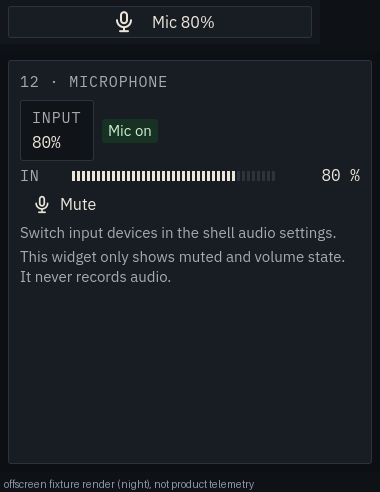 Mic 80%
12 · MICROPHONE
INPUT
80%
Mic on
IN 80 %
Mute
Switch input devices in the shell audio settings.
This widget only shows muted and volume state.
It never records audio.
offscreen fixture render (night), not product telemetry